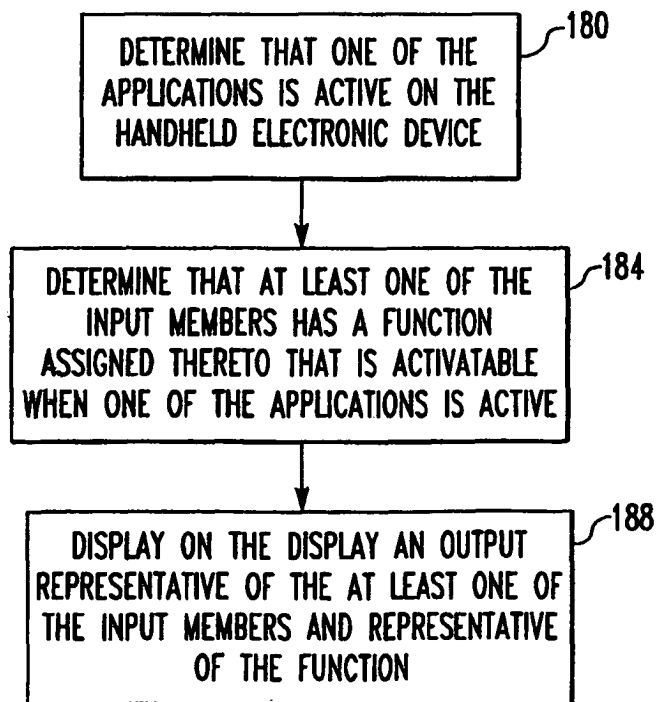 180
DETERMINE THAT ONE OF THE
APPLICATIONS IS ACTIVE ON THE
HANDHELD ELECTRONIC DEVICE
184
DETERMINE THAT AT LEAST ONE OF THE
INPUT MEMBERS HAS A FUNCTION
ASSIGNED THERETO THAT IS ACTIVATABLE
WHEN ONE OF THE APPLICATIONS IS ACTIVE
188
DISPLAY ON THE DISPLAY AN OUTPUT
REPRESENTATIVE OF THE AT LEAST ONE OF
THE INPUT MEMBERS AND REPRESENTATIVE
OF THE FUNCTION